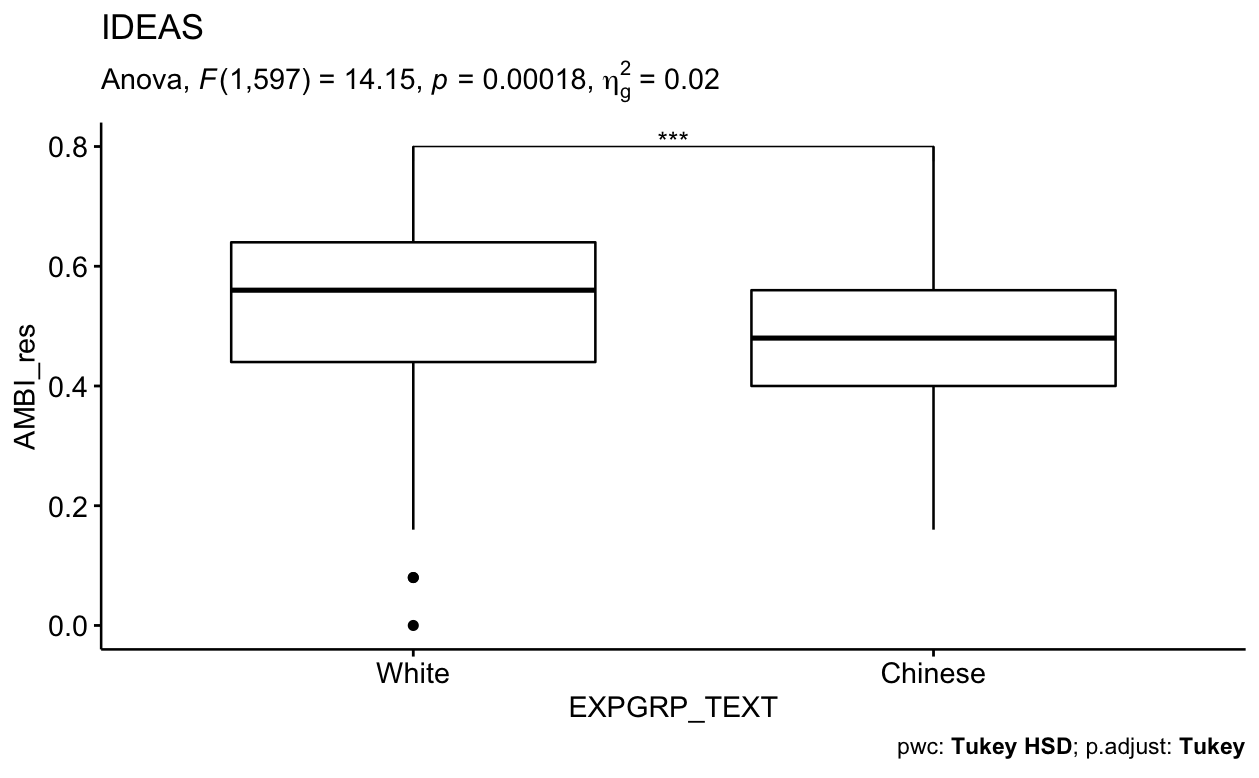 IDEAS
Anova, F(1,597) = 14.15, p = 0.00018, η²g = 0.02
***
0.8
0.6
0.4
0.2
0.0
AMBI_res
White Chinese
EXPGRP_TEXT
pwc: Tukey HSD; p.adjust: Tukey